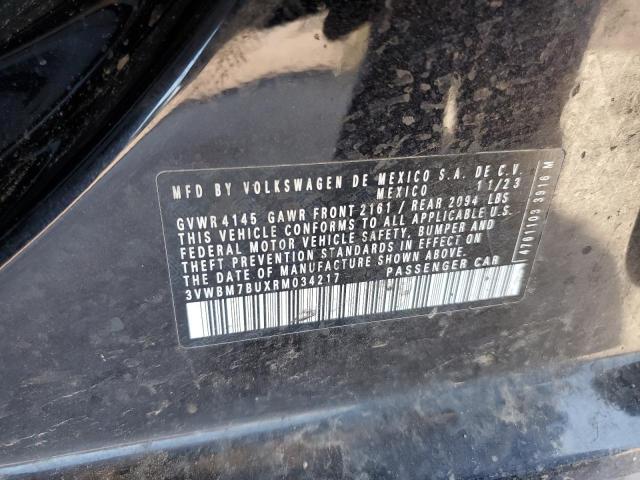 MFD BY VOLKSWAGEN DE MEXICO S.A. DE C.V.
MEXICO 11/23
GVWR 4145 GAWR FRONT 2161 / REAR 2094 LBS
THIS VEHICLE CONFORMS TO ALL APPLICABLE U.S.
FEDERAL MOTOR VEHICLE SAFETY, BUMPER AND
THEFT PREVENTION STANDARDS IN EFFECT ON
THE DATE OF MANUFACTURE SHOWN ABOVE.
3VWBM7BUXRM034217 PASSENGER CAR
4701103 3916 M